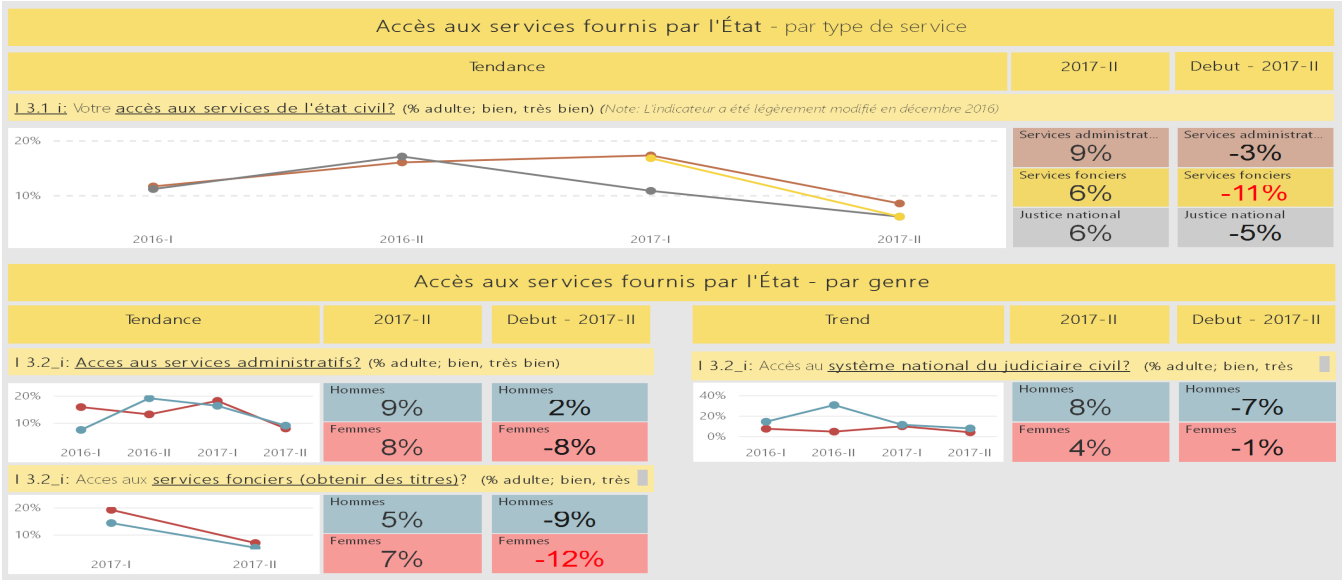 Accès aux services fournis par l'État - par type de service
Tendance
2017-II
Debut - 2017-II
I 3.1_i: Votre accès aux services de l'état civil? (% adulte; bien, très bien) (Note: L'indicateur a été légèrement modifié en décembre 2016)
20%
10%
2016-I
2016-II
2017-I
2017-II
Services administrat...
9%
Services fonciers
6%
Justice national
6%
Services administrat...
-3%
Services fonciers
-11%
Justice national
-5%
Accès aux services fournis par l'État - par genre
Tendance
2017-II
Debut - 2017-II
I 3.2_i: Acces aus services administratifs? (% adulte; bien, très bien)
20%
10%
2016-I
2016-II
2017-I
2017-II
Hommes
9%
Femmes
8%
Hommes
2%
Femmes
-8%
I 3.2_i: Acces aux services fonciers (obtenir des titres)? (% adulte; bien, très
20%
10%
2017-I
2017-II
Hommes
5%
Femmes
7%
Hommes
-9%
Femmes
-12%
Trend
2017-II
Debut - 2017-II
I 3.2_i: Accès au système national du judiciaire civil? (% adulte; bien, très
40%
20%
0%
2016-I
2016-II
2017-I
2017-II
Hommes
8%
Femmes
4%
Hommes
-7%
Femmes
-1%